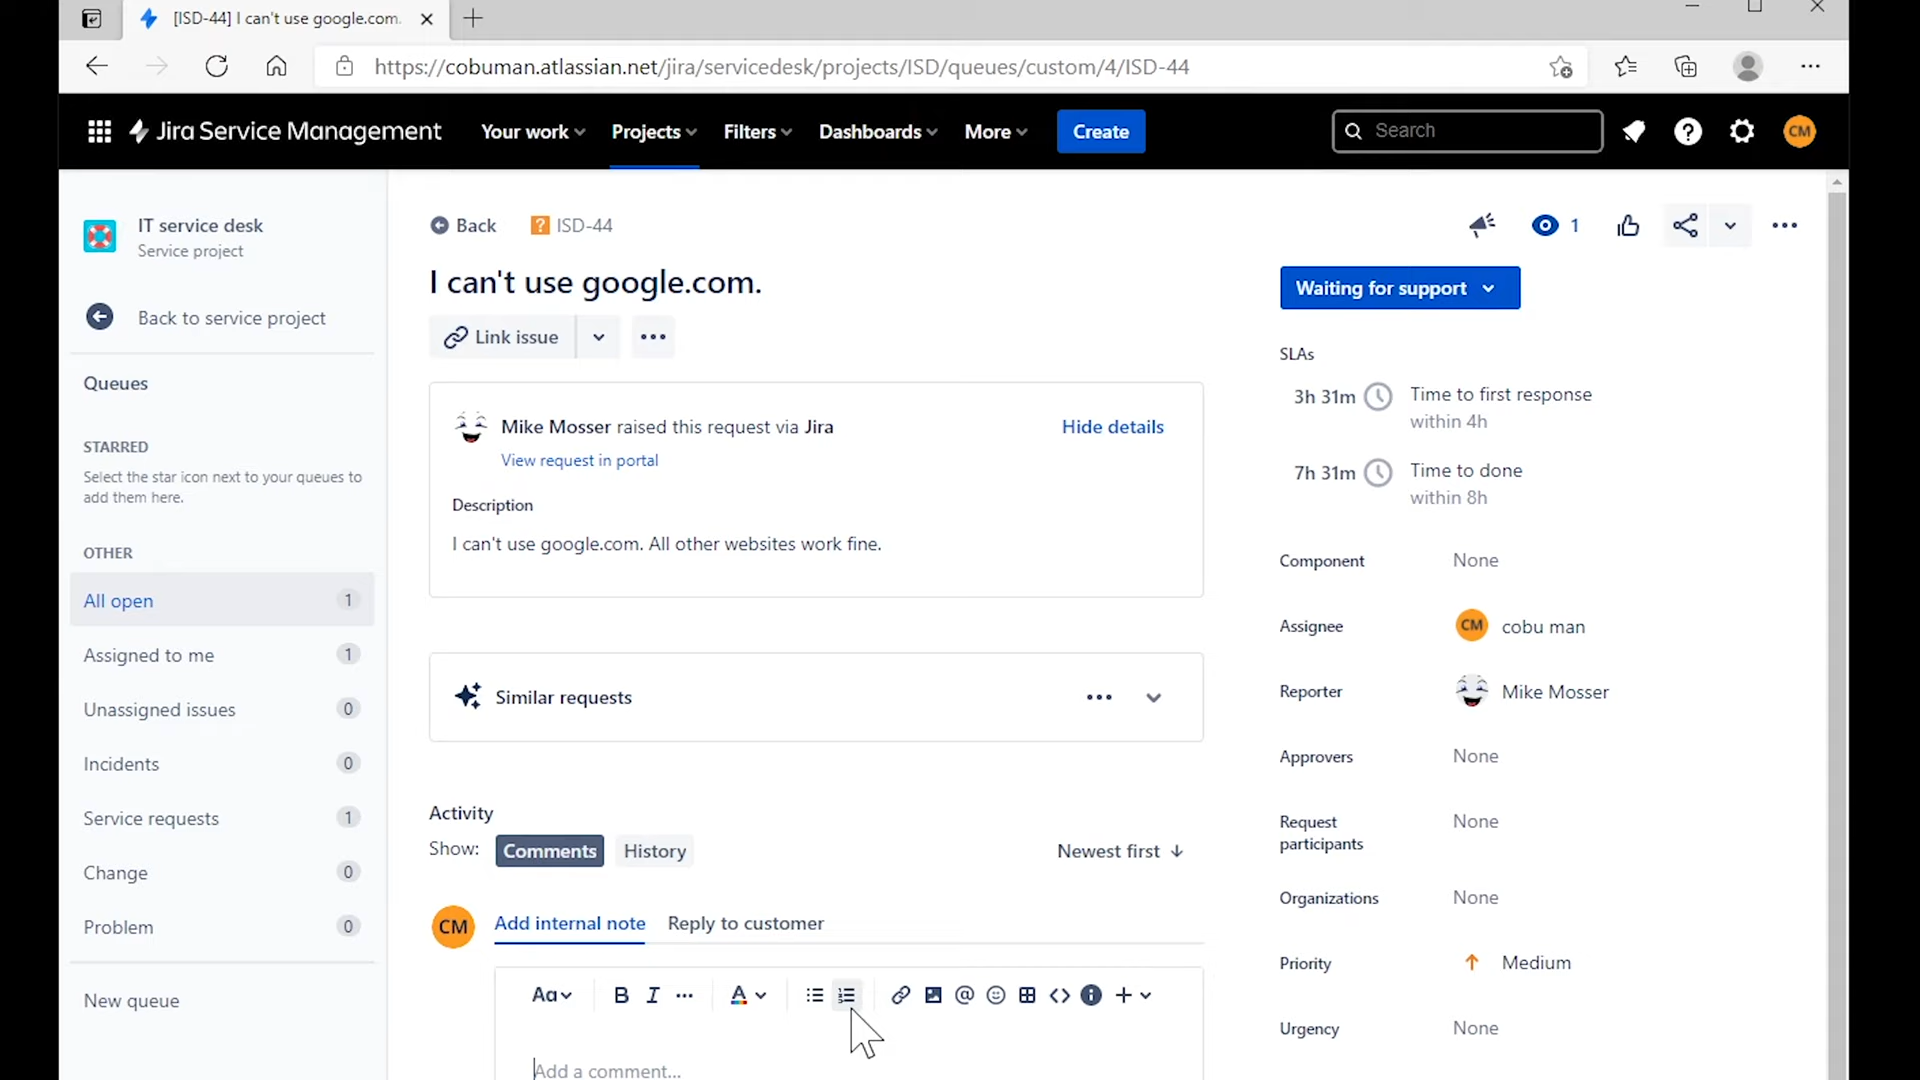 [ISD-44] I can't use google.com.
https://cobuman.atlassian.net/jira/servicedesk/projects/ISD/queues/custom/4/ISD-44
Jira Service Management
Your work
Projects
Filters
Dashboards
More
Create
Search
CM
IT service desk
Service project
Back to service project
Queues
STARRED
Select the star icon next to your queues to
add them here.
OTHER
All open 1
Assigned to me 1
Unassigned issues 0
Incidents 0
Service requests 1
Change 0
Problem 0
New queue
Back
ISD-44
1
I can't use google.com.
Link issue
Mike Mosser raised this request via Jira
Hide details
View request in portal
Description
I can't use google.com. All other websites work fine.
Similar requests
Activity
Show:
Comments
History
Newest first
CM
Add internal note
Reply to customer
Aa
B
I
A
Add a comment...
Waiting for support
SLAs
3h 31m Time to first response
within 4h
7h 31m Time to done
within 8h
Component None
Assignee CM cobu man
Reporter Mike Mosser
Approvers None
Request
participants
None
Organizations None
Priority Medium
Urgency None